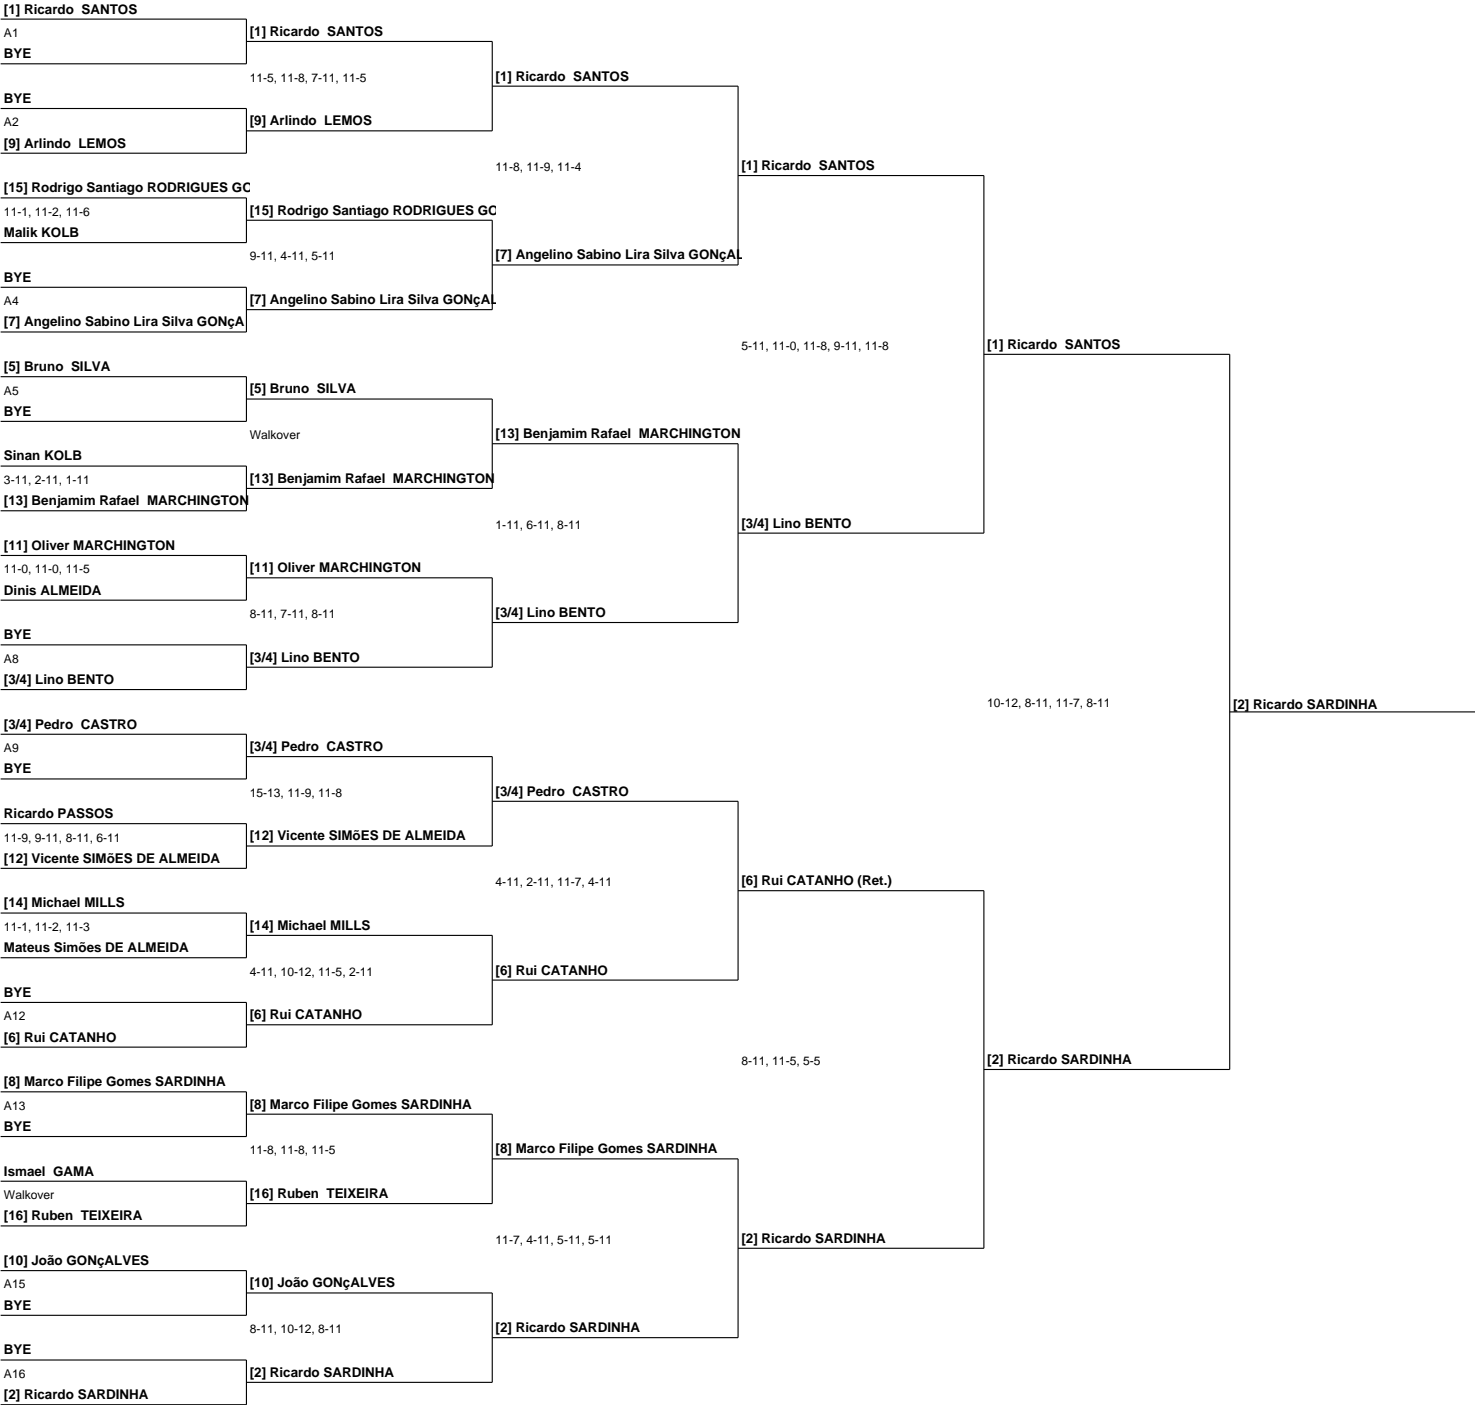 [1] Ricardo  SANTOS
A1
BYE
BYE
A2
[9] Arlindo  LEMOS
[15] Rodrigo Santiago RODRIGUES GO
11-1, 11-2, 11-6
Malik KOLB
BYE
A4
[7] Angelino Sabino Lira Silva GONçA
[5] Bruno  SILVA
A5
BYE
Sinan KOLB
3-11, 2-11, 1-11
[13] Benjamim Rafael  MARCHINGTON
[11] Oliver MARCHINGTON
11-0, 11-0, 11-5
Dinis ALMEIDA
BYE
A8
[3/4] Lino BENTO
[3/4] Pedro  CASTRO
A9
BYE
Ricardo PASSOS
11-9, 9-11, 8-11, 6-11
[12] Vicente SIMõES DE ALMEIDA
[14] Michael MILLS
11-1, 11-2, 11-3
Mateus Simões DE ALMEIDA
BYE
A12
[6] Rui CATANHO
[8] Marco Filipe Gomes SARDINHA
A13
BYE
Ismael  GAMA
Walkover
[16] Ruben  TEIXEIRA
[10] João GONçALVES
A15
BYE
BYE
A16
[2] Ricardo SARDINHA
[1] Ricardo  SANTOS
11-5, 11-8, 7-11, 11-5
[9] Arlindo  LEMOS
[15] Rodrigo Santiago RODRIGUES GO
9-11, 4-11, 5-11
[7] Angelino Sabino Lira Silva GONçAL
[5] Bruno  SILVA
Walkover
[13] Benjamim Rafael  MARCHINGTON
[11] Oliver MARCHINGTON
8-11, 7-11, 8-11
[3/4] Lino BENTO
[3/4] Pedro  CASTRO
15-13, 11-9, 11-8
[12] Vicente SIMõES DE ALMEIDA
[14] Michael MILLS
4-11, 10-12, 11-5, 2-11
[6] Rui CATANHO
[8] Marco Filipe Gomes SARDINHA
11-8, 11-8, 11-5
[16] Ruben  TEIXEIRA
[10] João GONçALVES
8-11, 10-12, 8-11
[2] Ricardo SARDINHA
[1] Ricardo  SANTOS
11-8, 11-9, 11-4
[7] Angelino Sabino Lira Silva GONçAL
[13] Benjamim Rafael  MARCHINGTON
1-11, 6-11, 8-11
[3/4] Lino BENTO
[3/4] Pedro  CASTRO
4-11, 2-11, 11-7, 4-11
[6] Rui CATANHO
[8] Marco Filipe Gomes SARDINHA
11-7, 4-11, 5-11, 5-11
[2] Ricardo SARDINHA
[1] Ricardo  SANTOS
5-11, 11-0, 11-8, 9-11, 11-8
[3/4] Lino BENTO
[6] Rui CATANHO (Ret.)
8-11, 11-5, 5-5
[2] Ricardo SARDINHA
[1] Ricardo  SANTOS
10-12, 8-11, 11-7, 8-11
[2] Ricardo SARDINHA
[2] Ricardo SARDINHA